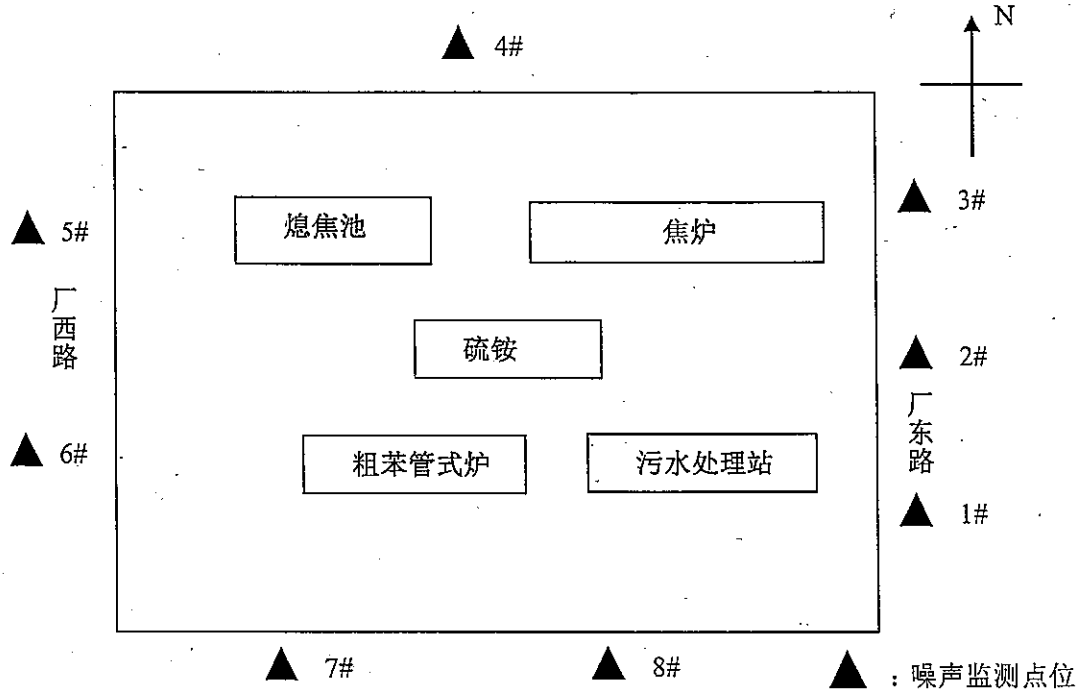 4#
N
3#
5#
熄焦池
焦炉
厂西路
硫铵
2#
厂东路
6#
粗苯管式炉
污水处理站
1#
7#
8#
：噪声监测点位